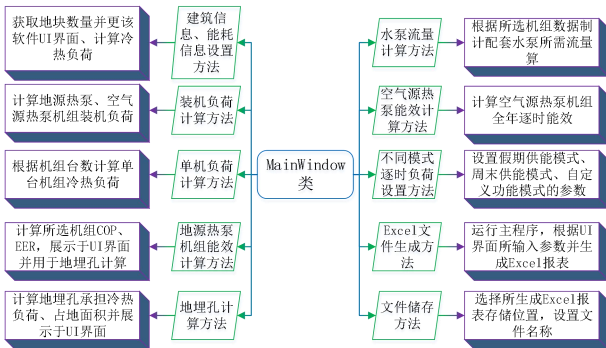 获取地块数量并更该
软件UI界面、计算冷
热负荷
建筑信
息、能耗
信息设置
方法
计算地源热泵、空气
源热泵机组装机负荷
装机负荷
计算方法
根据机组台数计算单
台机组冷热负荷
单机负荷
计算方法
计算所选机组COP、
EER，展示于UI界面
并用于地埋孔计算
地源热泵
机组能效
计算方法
计算地埋孔承担冷热
负荷、占地面积并展
示于UI界面
地埋孔计
算方法
MainWindow
类
水泵流量
计算方法
根据所选机组数据制
计配套水泵所需流量
算
空气源热
泵能效计
算方法
计算空气源热泵机组
全年逐时能效
不同模式
逐时负荷
设置方法
设置假期供能模式、
周末供能模式、自定
义功能模式的参数
Excel文
件生成方
法
运行主程序，根据UI
界面所输入参数并生
成Excel报表
文件储存
方法
选择所生成Excel报
表存储位置，设置文
件名称